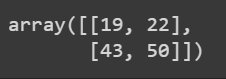 array([[19, 22],
       [43, 50]])